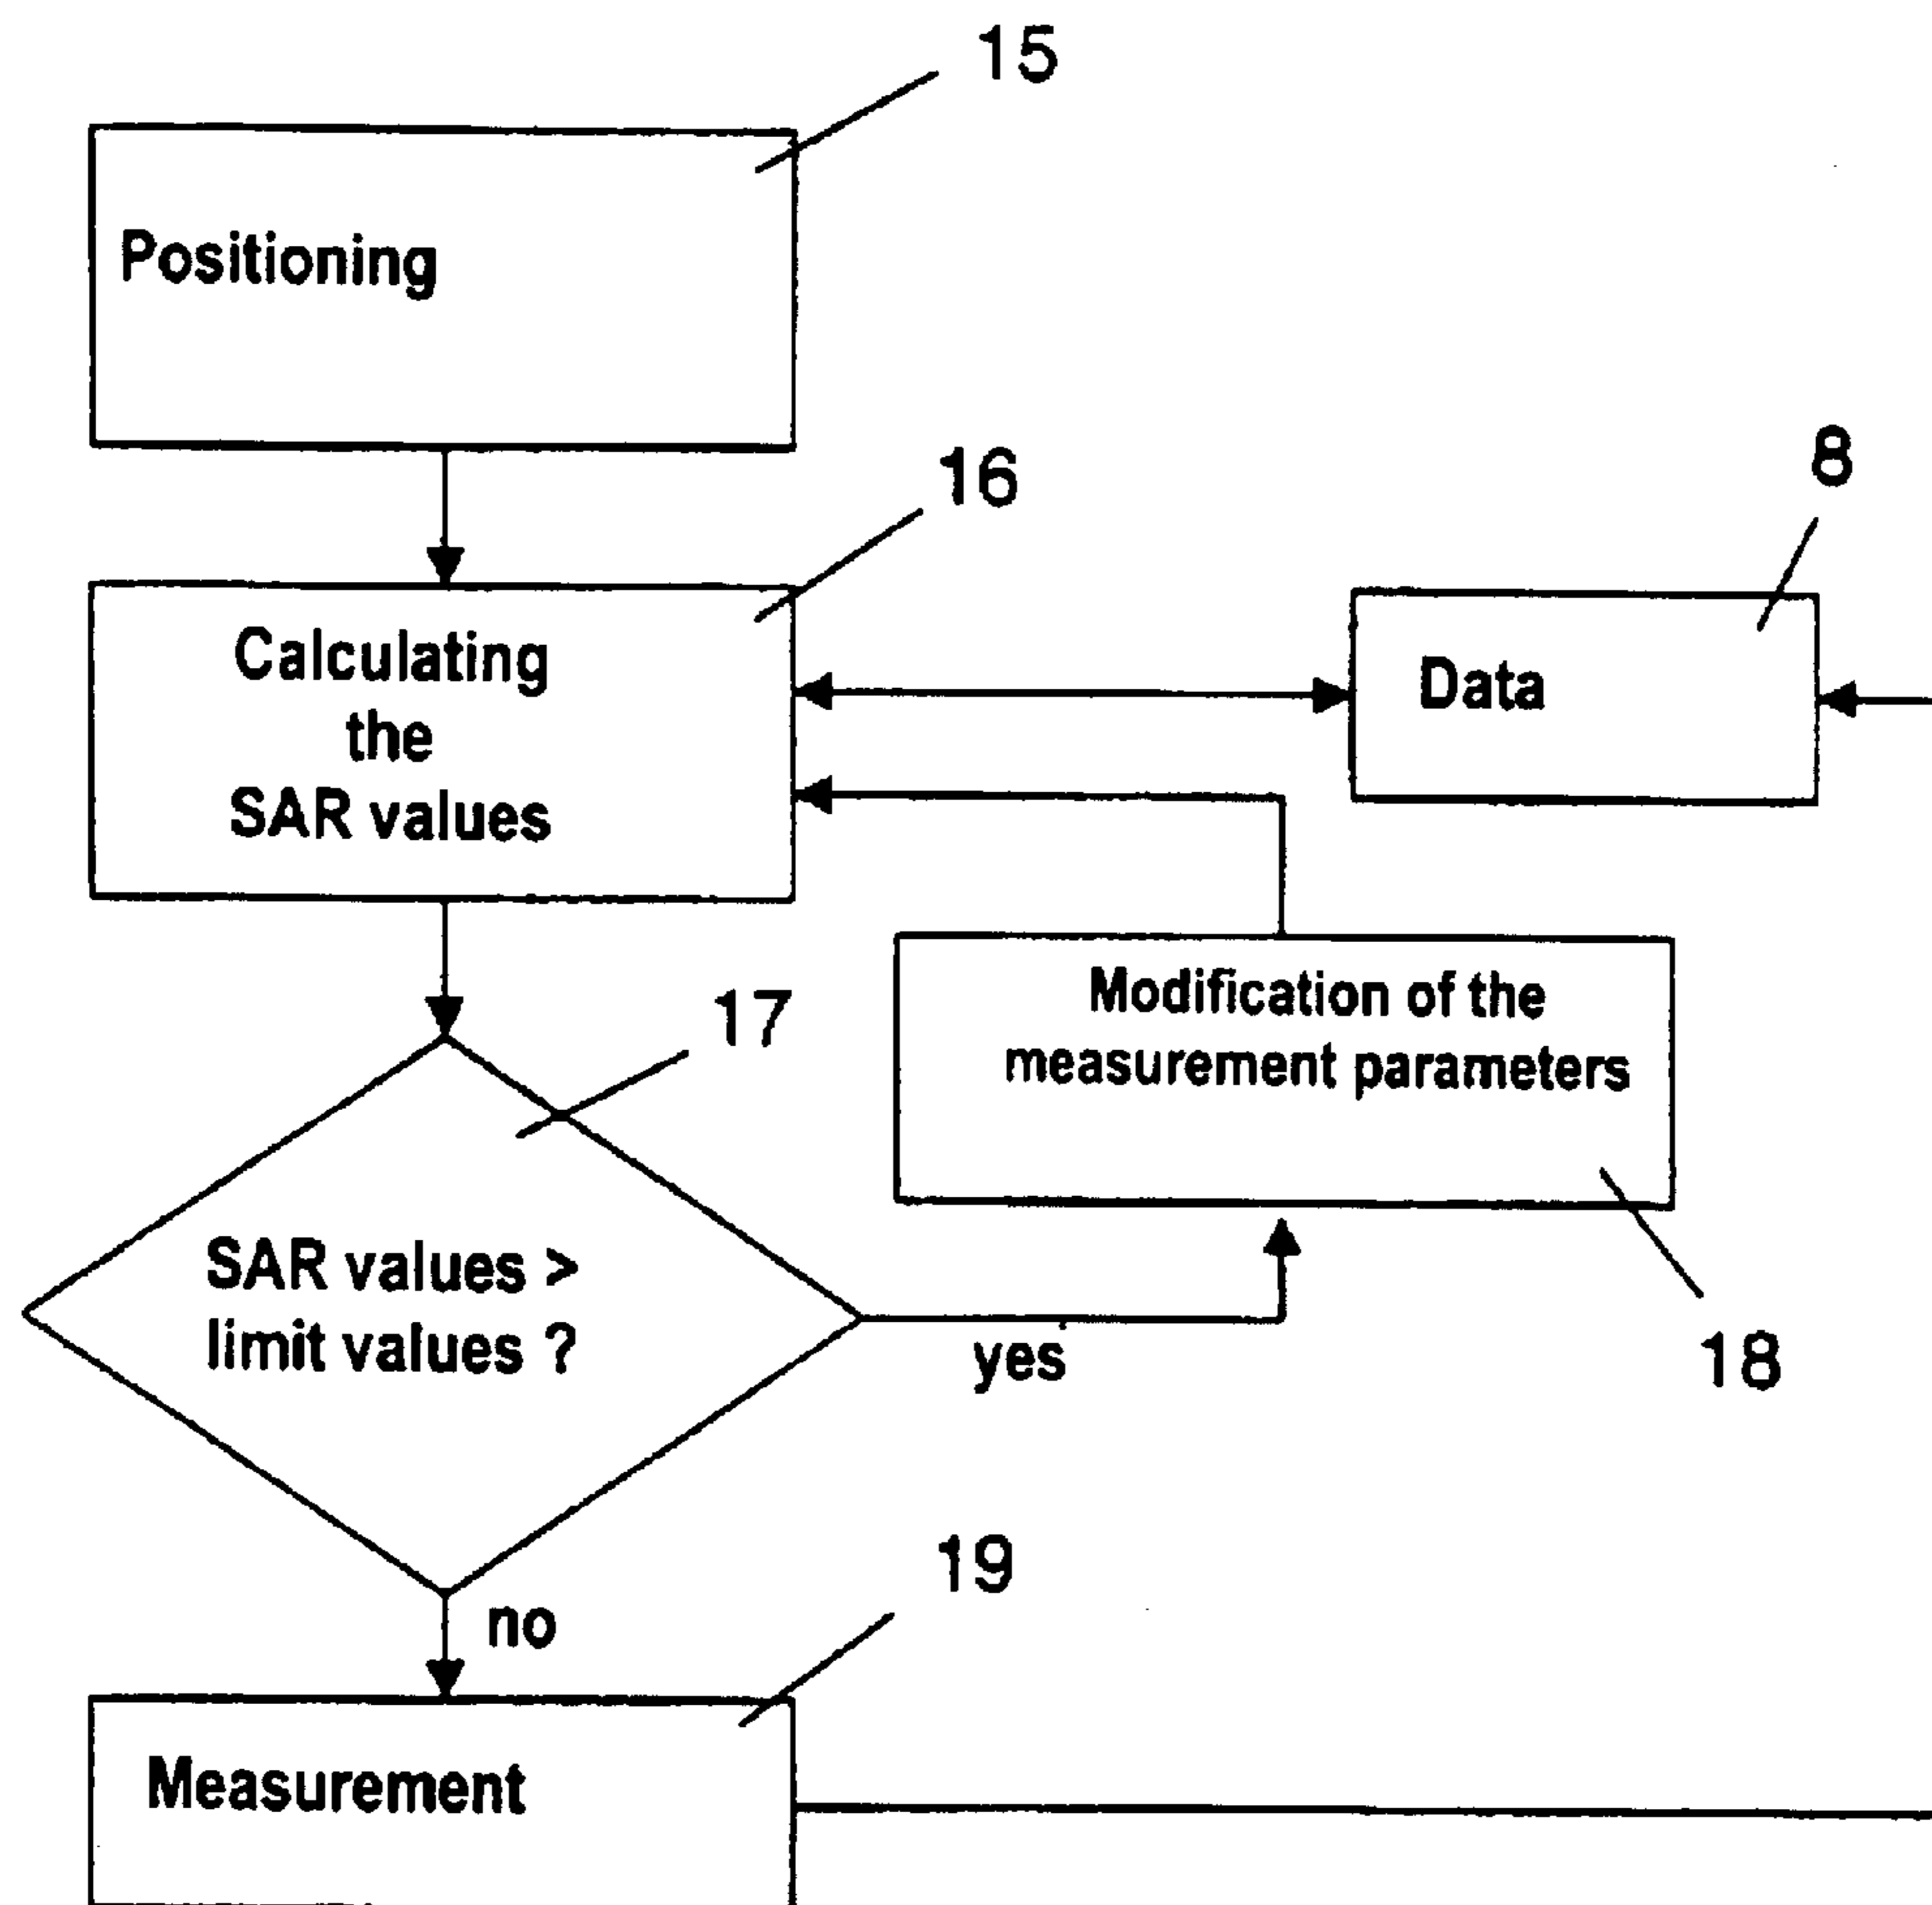 15
Positioning
16
8
Calculating
the
SAR values
Data
Modification of the
measurement parameters
17
SAR values >
limit values ?
yes
18
no
19
Measurement